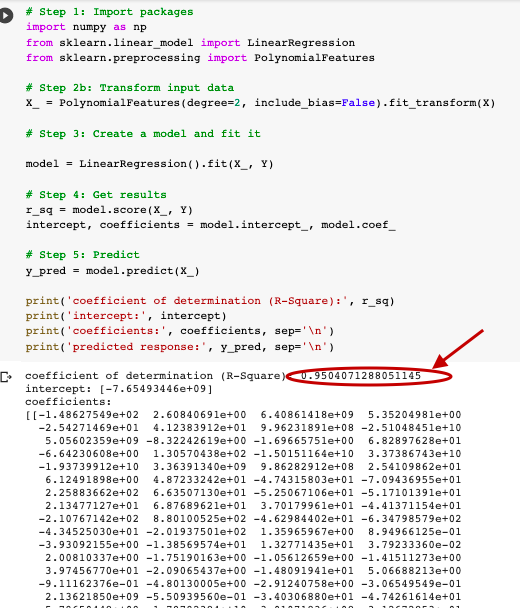 # Step 1: Import packages
import numpy as np
from sklearn.linear_model import LinearRegression
from sklearn.preprocessing import PolynomialFeatures
# Step 2b: Transform input data
X_ = PolynomialFeatures(degree=2, include_bias=False).fit_transform(X)
# Step 3: Create a model and fit it
model = LinearRegression().fit(X_, Y)
# Step 4: Get results
r_sq = model.score(X_, Y)
intercept, coefficients = model.intercept_, model.coef_
# Step 5: Predict
y_pred = model.predict(X_)
print('coefficient of determination (R-Square):', r_sq)
print('intercept:', intercept)
print('coefficients:', coefficients, sep='\n')
print('predicted response:', y_pred, sep='\n')
coefficient of determination (R-Square): 0.9504071288051145
intercept: [-7.65493446e+09]
coefficients:
[[-1.48627549e+02 2.60840691e+00 6.40861418e+09 5.35204981e+00
-2.54271469e+01 4.12383912e+01 9.96231891e+08 -2.51048451e+10
5.05602359e+09 -8.32242619e+00 -1.69665751e+00 6.82897628e+01
-6.64230608e+00 1.30570438e+02 -1.50151164e+10 3.37386743e+10
-1.93739912e+10 3.36391340e+09 9.86282912e+08 2.54109862e+01
6.12491898e+00 4.87233242e+01 -4.74315803e+01 -7.09436955e+01
2.25883662e+02 6.63507130e+01 -5.25067106e+01 -5.17101391e+01
2.13477127e+01 6.87689621e+01 3.70179961e+01 -4.41371154e+01
-2.10767142e+02 8.80100525e+02 -4.62984402e+01 -6.34798579e+02
-4.34525030e+01 -2.01937501e+02 1.35965967e+00 8.94966125e-01
-3.93092155e+00 -1.38569574e+01 1.32771435e+01 3.79233360e-02
2.00810337e+00 -1.75190163e+00 -1.05612659e+00 -1.41511273e+00
3.97456770e+01 -2.09065437e+00 -1.48091941e+01 5.06688213e+00
-9.11162376e-01 -4.80130005e+00 -2.91240758e+00 -3.06549549e-01
2.13621850e+09 -5.50939560e-01 -3.40306880e+01 -4.74261614e+01